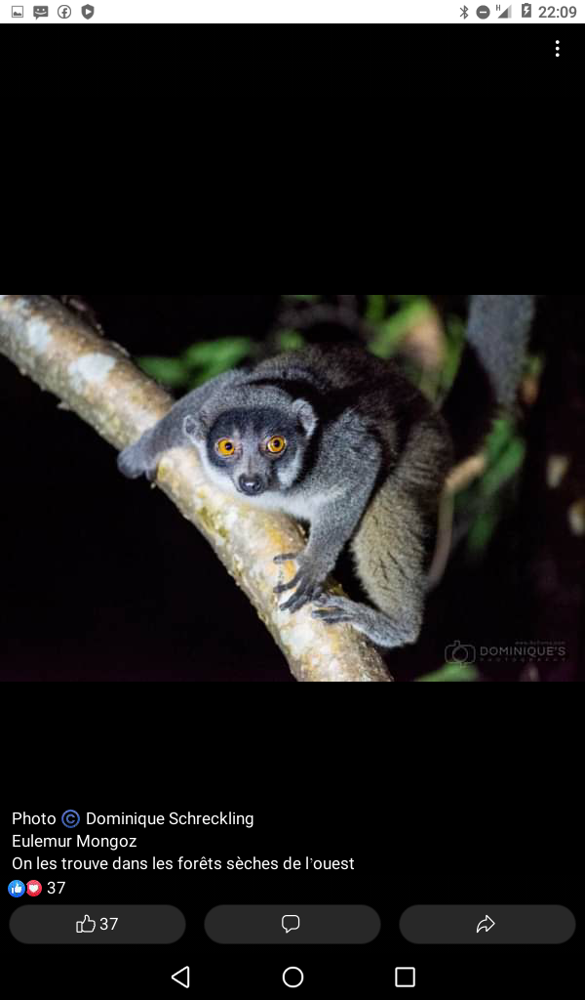 22:09
DOMINIQUE'S
PHOTOGRAPHY
Photo © Dominique Schreckling
Eulemur Mongoz
On les trouve dans les forêts sèches de l'ouest
37
37